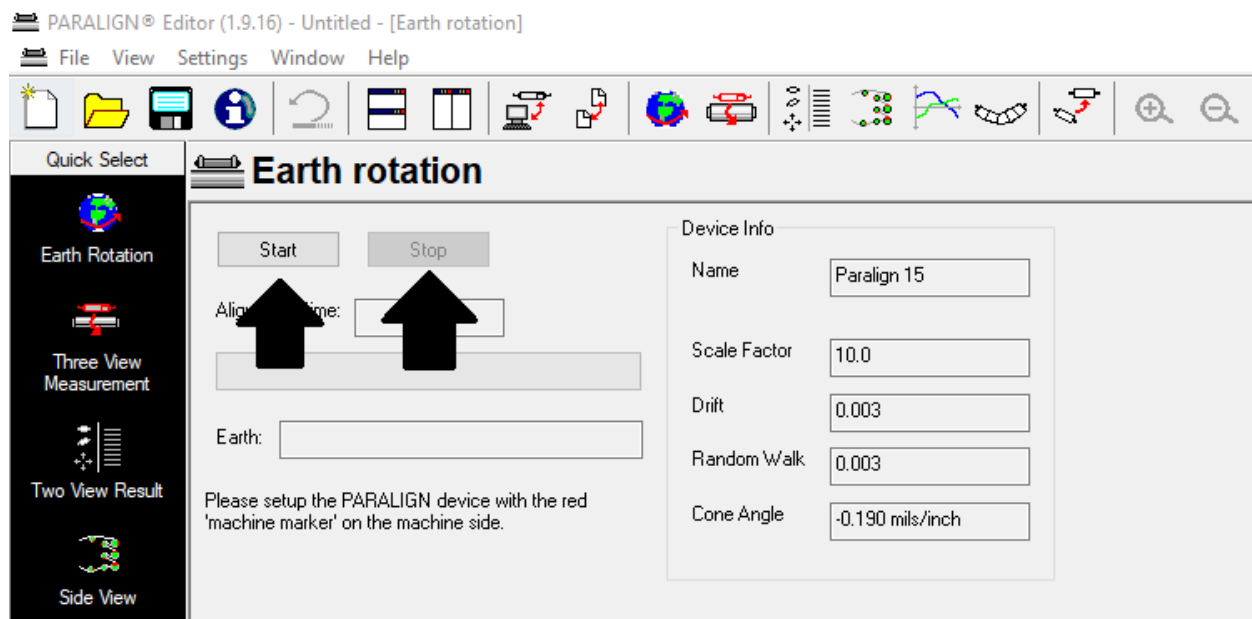 PARALIGN® Editor (1.9.16) - Untitled - [Earth rotation]
File View Settings Window Help
Quick Select
Earth rotation
Earth Rotation
Three View
Measurement
Two View Result
Side View
Start Stop
Earth:
Please setup the PARALIGN device with the red
'machine marker' on the machine side.
Device Info
Name Paralign 15
Scale Factor 10.0
Drift 0.003
Random Walk 0.003
Cone Angle -0.190 mils/inch